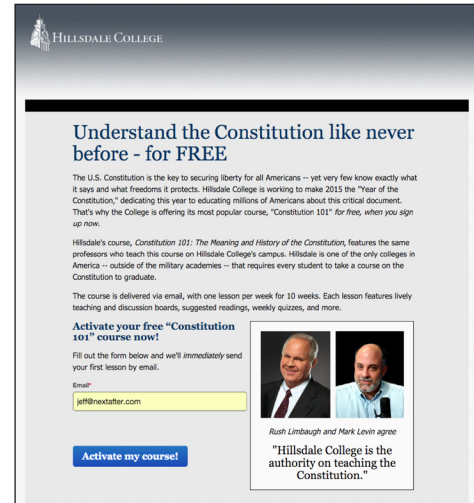 HILLSDALE COLLEGE
Understand the Constitution like never
before - for FREE
The U.S. Constitution is the key to securing liberty for all Americans -- yet very few know exactly what
it says and what freedoms it protects. Hillsdale College is working to make 2015 the "Year of the
Constitution," dedicating this year to educating millions of Americans about this critical document.
That's why the College is offering its most popular course, "Constitution 101" for free, when you sign
up now.
Hillsdale's course, Constitution 101: The Meaning and History of the Constitution, features the same
professors who teach this course on Hillsdale College's campus. Hillsdale is one of the only colleges in
America -- outside of the military academies -- that requires every student to take a course on the
Constitution to graduate.
The course is delivered via email, with one lesson per week for 10 weeks. Each lesson features lively
teaching and discussion boards, suggested readings, weekly quizzes, and more.
Activate your free "Constitution
101" course now!
Fill out the form below and we'll immediately send
your first lesson by email.
Email*
jeff@nextafter.com
Activate my course!
Rush Limbaugh and Mark Levin agree
"Hillsdale College is the
authority on teaching the
Constitution."